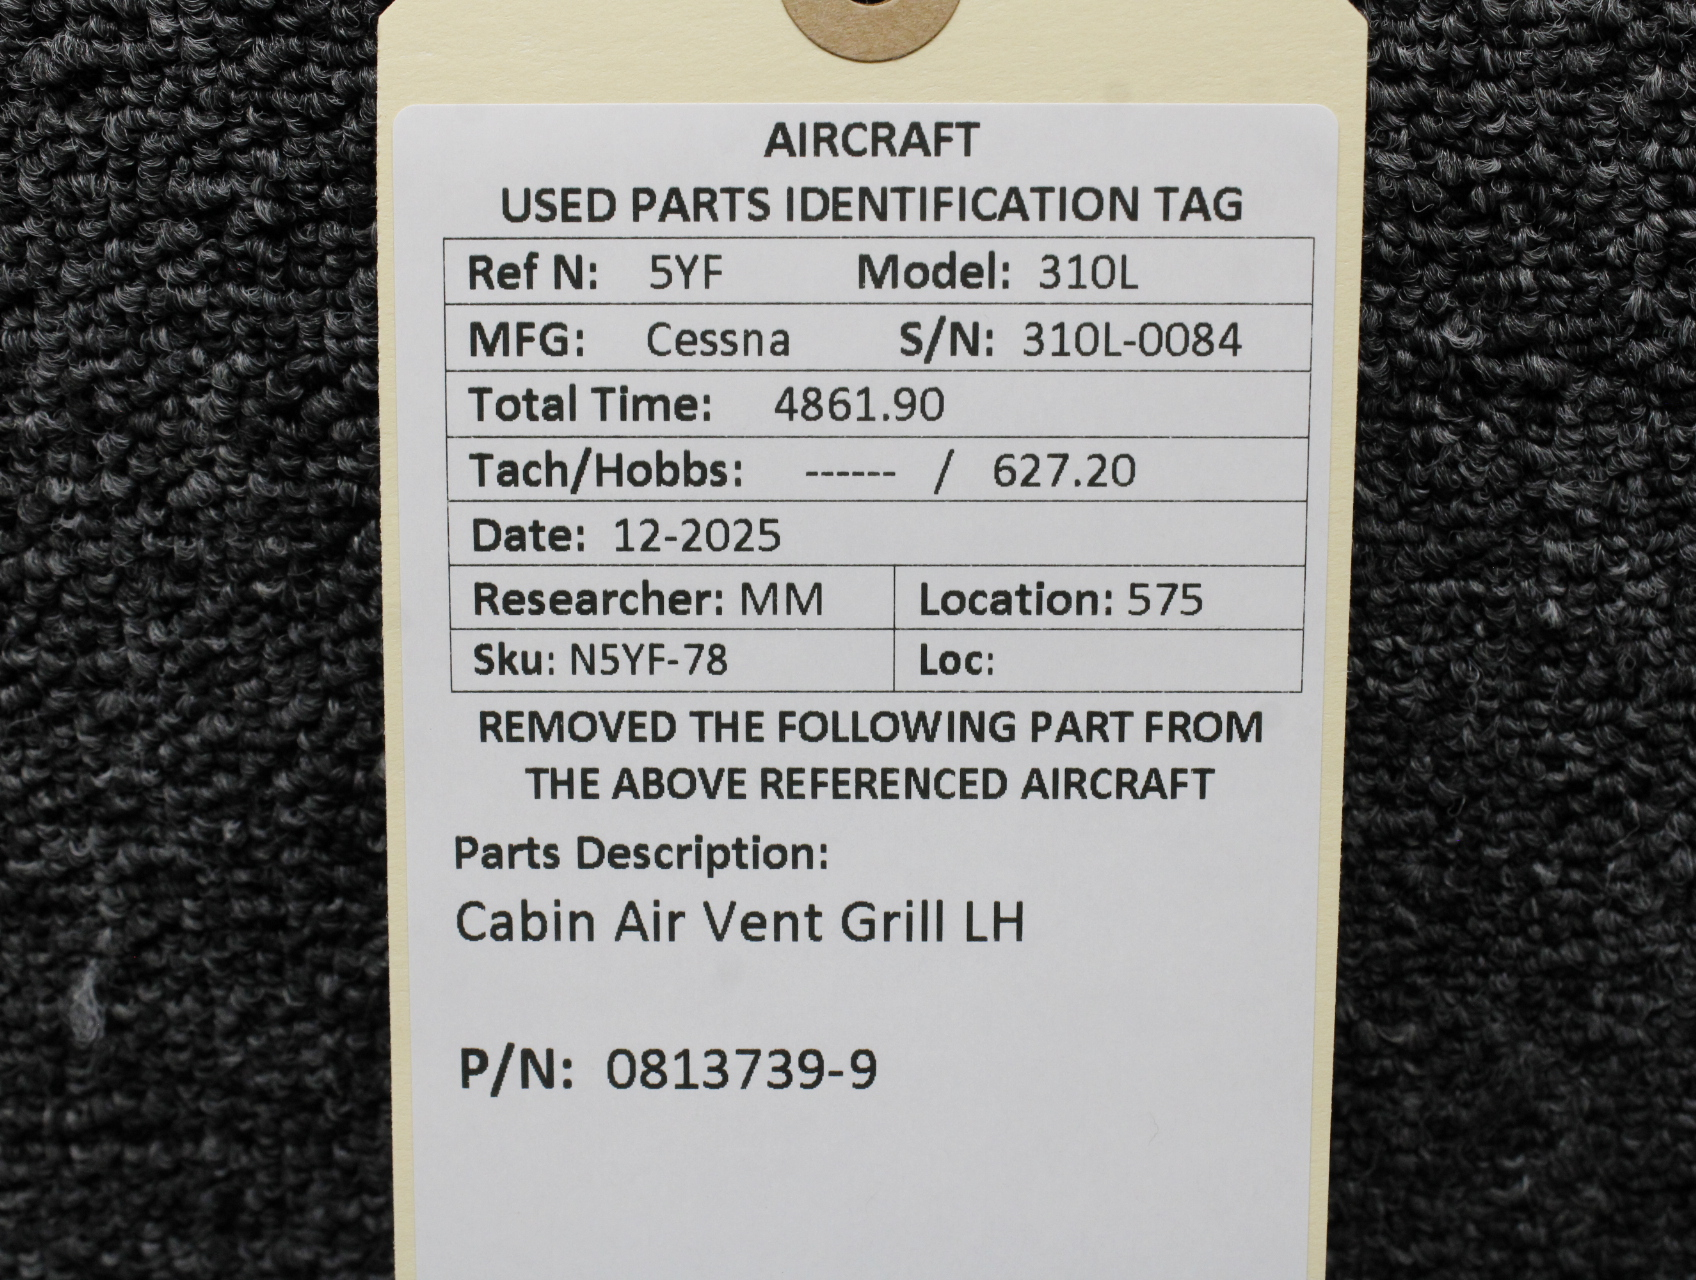 AIRCRAFT
USED PARTS IDENTIFICATION TAG
Ref N: 5YF Model: 310L
MFG: Cessna S/N: 310L-0084
Total Time: 4861.90
Tach/Hobbs: ------ / 627.20
Date: 12-2025
Researcher: MM Location: 575
Sku: N5YF-78 Loc:
REMOVED THE FOLLOWING PART FROM
THE ABOVE REFERENCED AIRCRAFT
Parts Description:
Cabin Air Vent Grill LH
P/N: 0813739-9